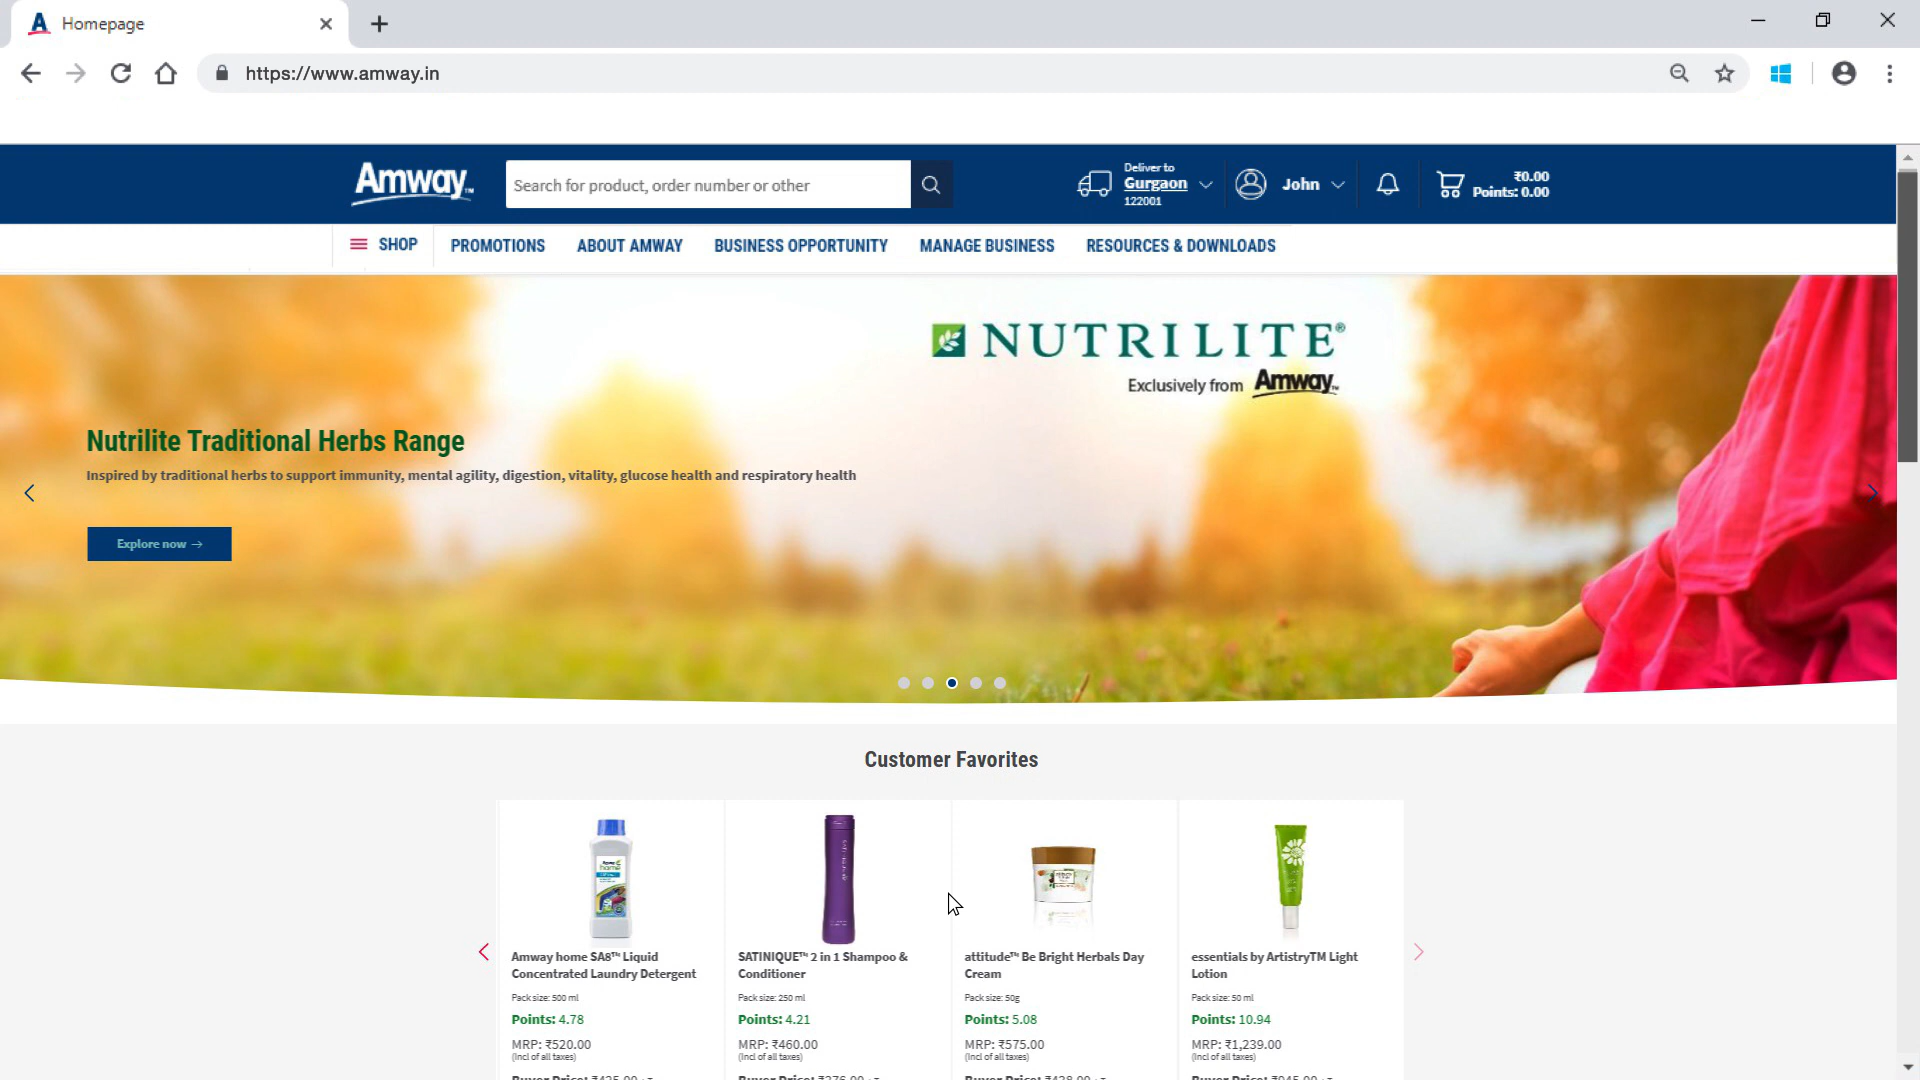 Homepage
https://www.amway.in
Amway™
Search for product, order number or other
Deliver to
Gurgaon
122001
John
₹0.00
Points: 0.00
SHOP
PROMOTIONS
ABOUT AMWAY
BUSINESS OPPORTUNITY
MANAGE BUSINESS
RESOURCES & DOWNLOADS
NUTRILITE®
Exclusively from Amway™
Nutrilite Traditional Herbs Range
Inspired by traditional herbs to support immunity, mental agility, digestion, vitality, glucose health and respiratory health
Explore now →
Customer Favorites
Amway home SA8™ Liquid
Concentrated Laundry Detergent
Pack size: 500 ml
Points: 4.78
MRP: ₹520.00
(Incl of all taxes)
SATINIQUE™ 2 in 1 Shampoo &
Conditioner
Pack size: 250 ml
Points: 4.21
MRP: ₹460.00
(Incl of all taxes)
attitude™ Be Bright Herbals Day
Cream
Pack size: 50g
Points: 5.08
MRP: ₹575.00
(Incl of all taxes)
essentials by ArtistryTM Light
Lotion
Pack size: 50 ml
Points: 10.94
MRP: ₹1,239.00
(Incl of all taxes)